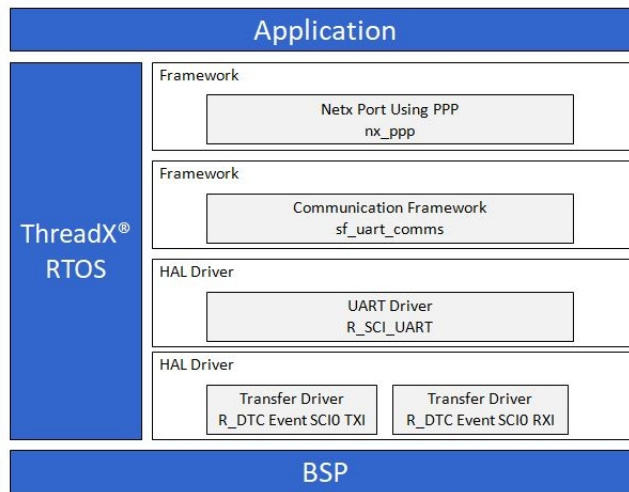 Application
ThreadX®
RTOS
Framework
Netx Port Using PPP
nx_ppp
Framework
Communication Framework
sf_uart_comms
HAL Driver
UART Driver
R_SCI_UART
HAL Driver
Transfer Driver
R_DTC Event SCI0 TXI
Transfer Driver
R_DTC Event SCI0 RXI
BSP